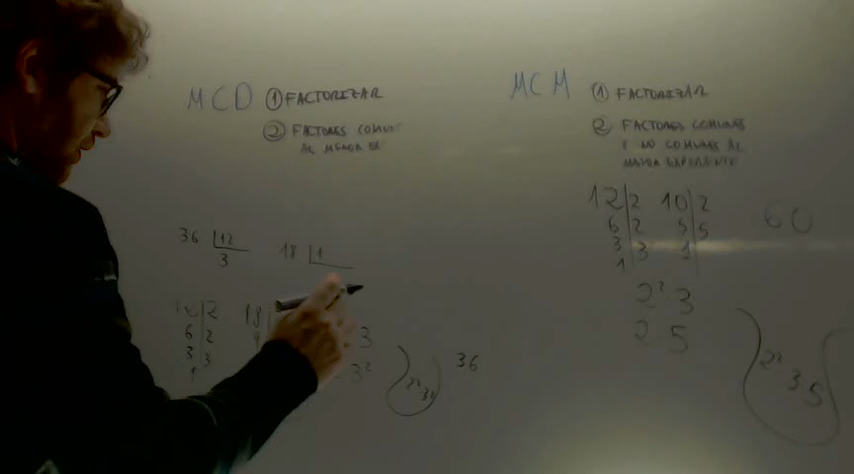 MCD ① FACTORIZAR
② FACTORES COMUN
AL MENOR EX
36 | 12
3
18 | 1
12 | 2
6 | 2
3 | 3
1
18
3
3²
2² 3²
36
MCM ① FACTORIZAR
② FACTORES COMUNES
Y NO COMUNES AL
MAYOR EXPONENTE
12 | 2 10 | 2
6 | 2 5 | 5
3 | 3 1
1
60
2² 3
2 5
2² 3 5